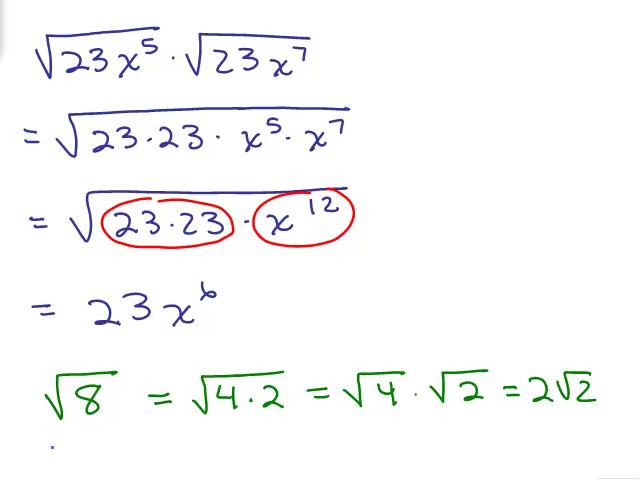 √23x⁵ · √23x⁷
= √23·23 · x⁵ · x⁷
= √23·23 · x¹²
= 23x⁶
√8 = √4·2 = √4 · √2 = 2√2